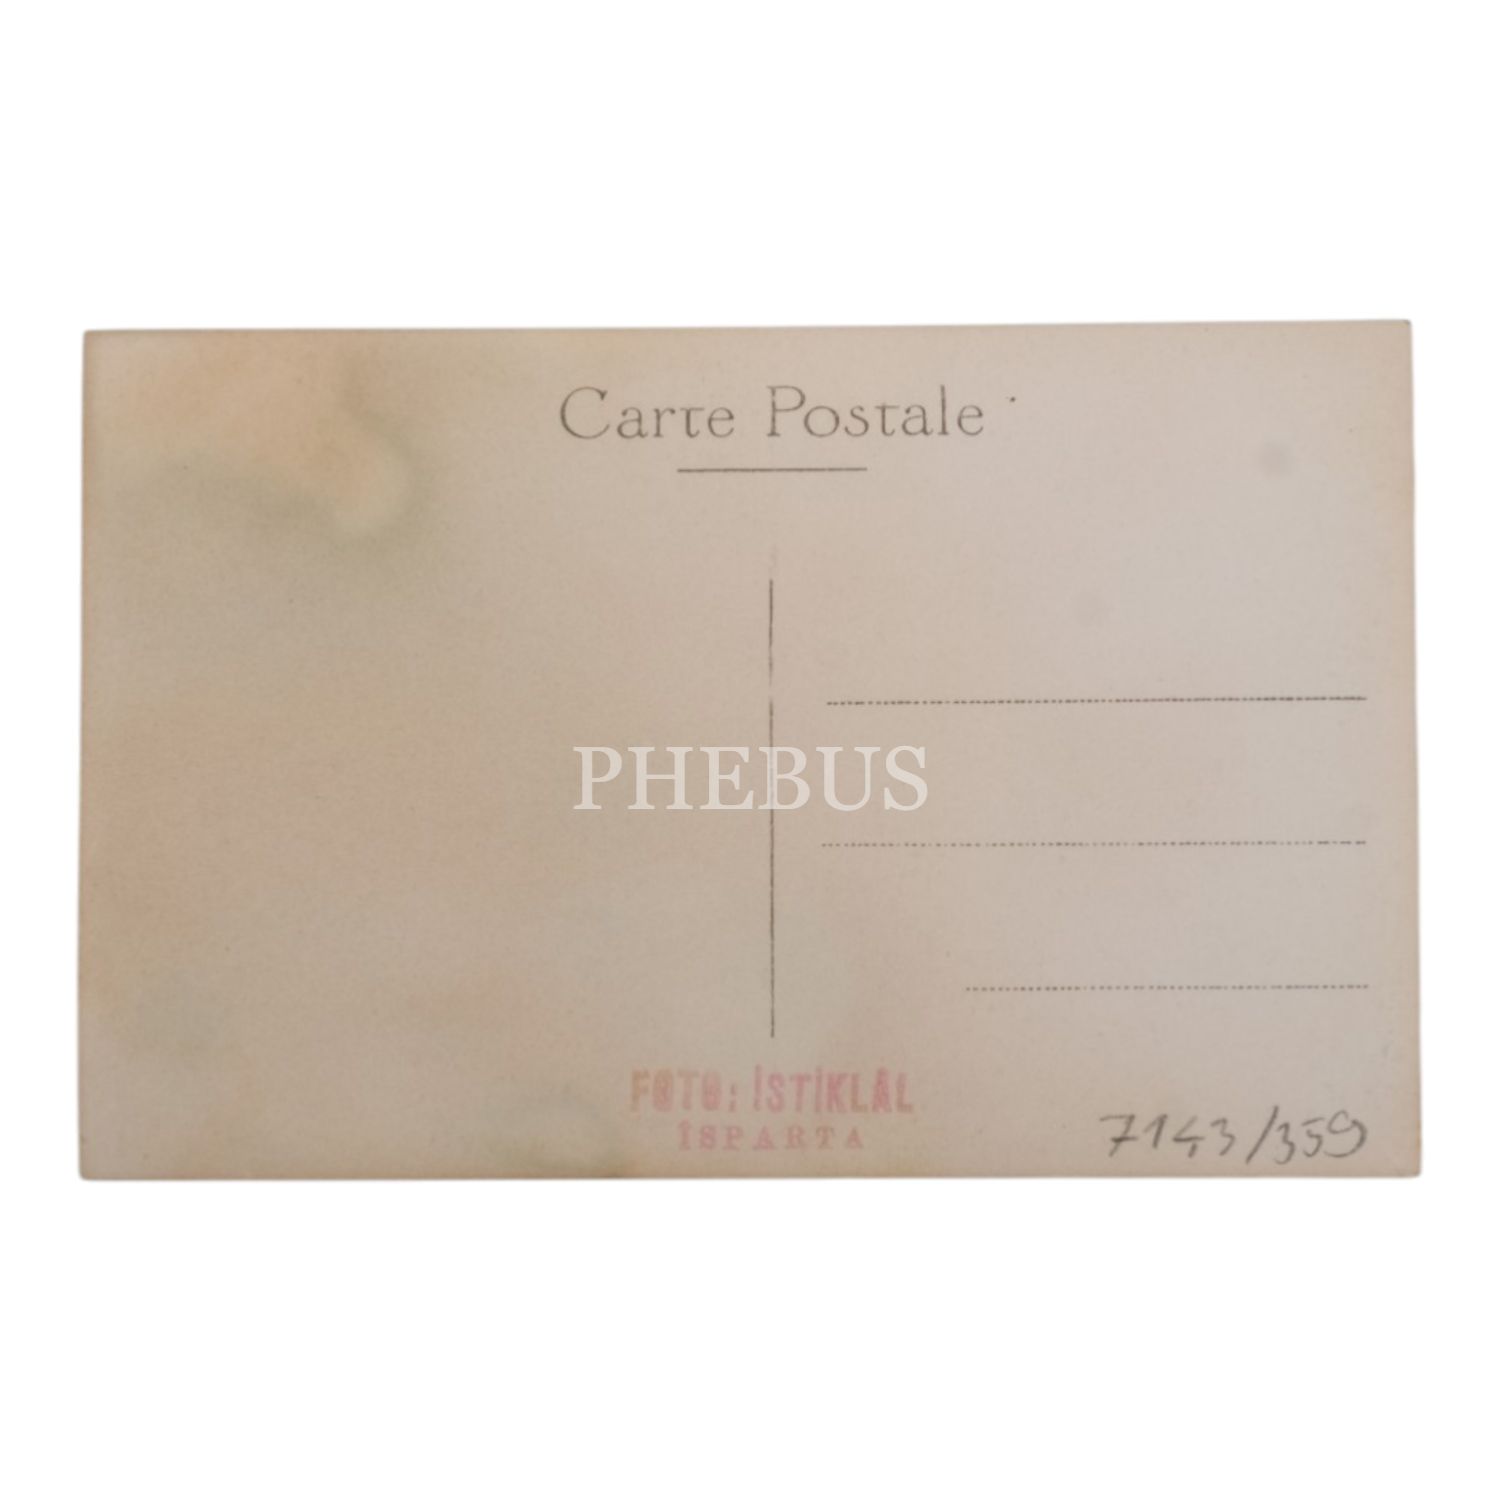 Carte Postale
PHEBUS
FOTO: İSTİKLÂL
İSPARTA
7143/359